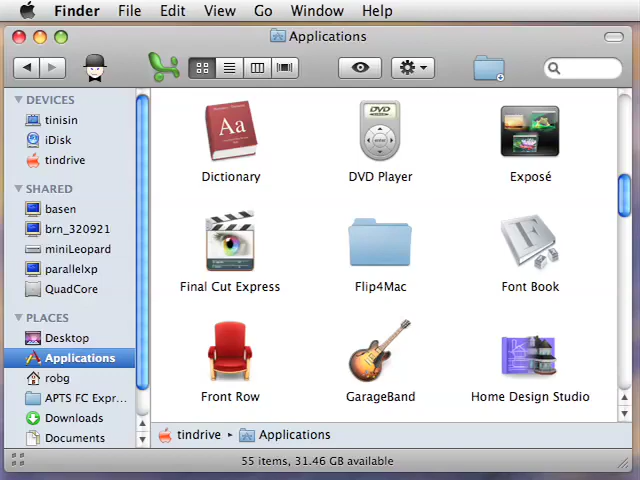 Finder File Edit View Go Window Help
Applications
DEVICES
tinisin
iDisk
tindrive
SHARED
basen
brn_320921
miniLeopard
parallelxp
QuadCore
PLACES
Desktop
Applications
robg
APTS FC Expr...
Downloads
Documents
Aa
Dictionary
DVD
DVD Player
Exposé
Final Cut Express
Flip4Mac
F
Font Book
Front Row
GarageBand
Home Design Studio
tindrive ▸ Applications
55 items, 31.46 GB available